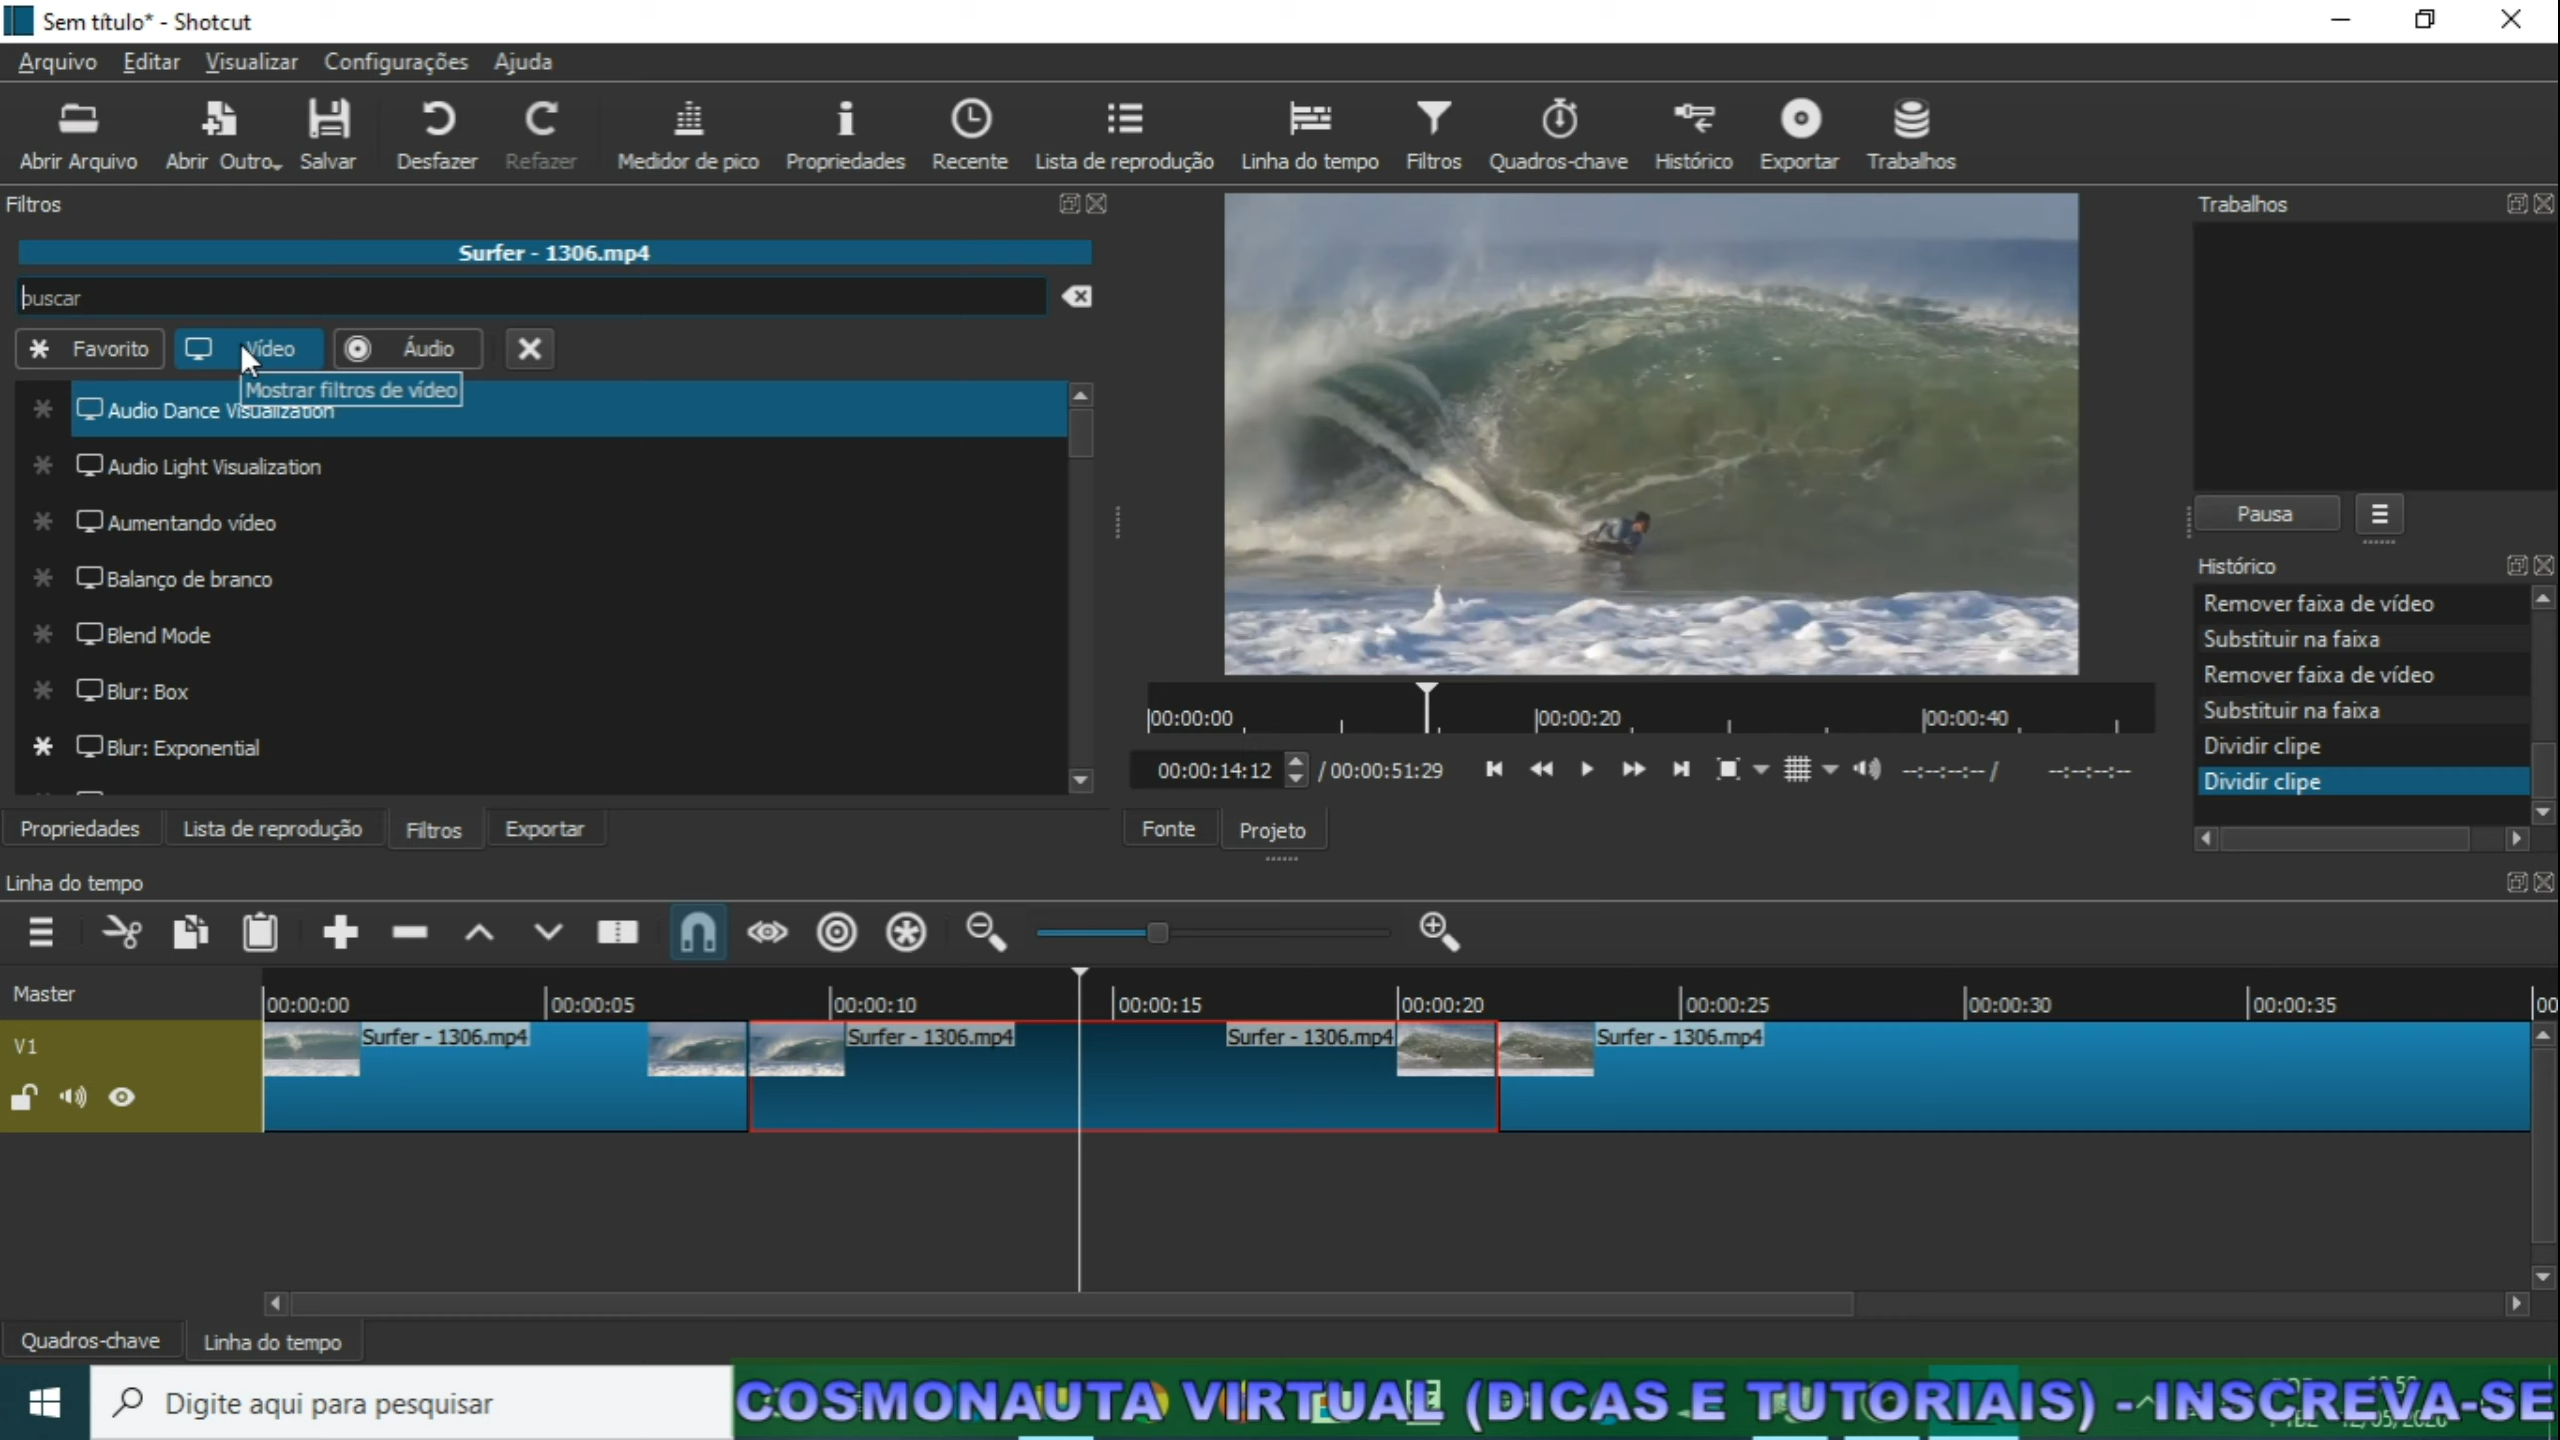 Sem título* - Shotcut
Arquivo Editar Visualizar Configurações Ajuda
Abrir Arquivo Abrir Outro Salvar Desfazer Refazer Medidor de pico Propriedades Recente Lista de reprodução Linha do tempo Filtros Quadros-chave Histórico Exportar Trabalhos
Filtros
Surfer - 1306.mp4
buscar
Favorito Vídeo Áudio
Mostrar filtros de vídeo
Audio Dance Visualization
Audio Light Visualization
Aumentando vídeo
Balanço de branco
Blend Mode
Blur: Box
Blur: Exponential
Propriedades Lista de reprodução Filtros Exportar
00:00:00 00:00:20 00:00:40
00:00:14:12 / 00:00:51:29 --:--:--:-- / --:--:--:--
Fonte Projeto
Trabalhos
Pausa
Histórico
Remover faixa de vídeo
Substituir na faixa
Remover faixa de vídeo
Substituir na faixa
Dividir clipe
Dividir clipe
Linha do tempo
Master 00:00:00 00:00:05 00:00:10 00:00:15 00:00:20 00:00:25 00:00:30 00:00:35 00
V1 Surfer - 1306.mp4 Surfer - 1306.mp4 Surfer - 1306.mp4 Surfer - 1306.mp4
Quadros-chave Linha do tempo
Digite aqui para pesquisar
COSMONAUTA VIRTUAL (DICAS E TUTORIAIS) - INSCREVA-SE